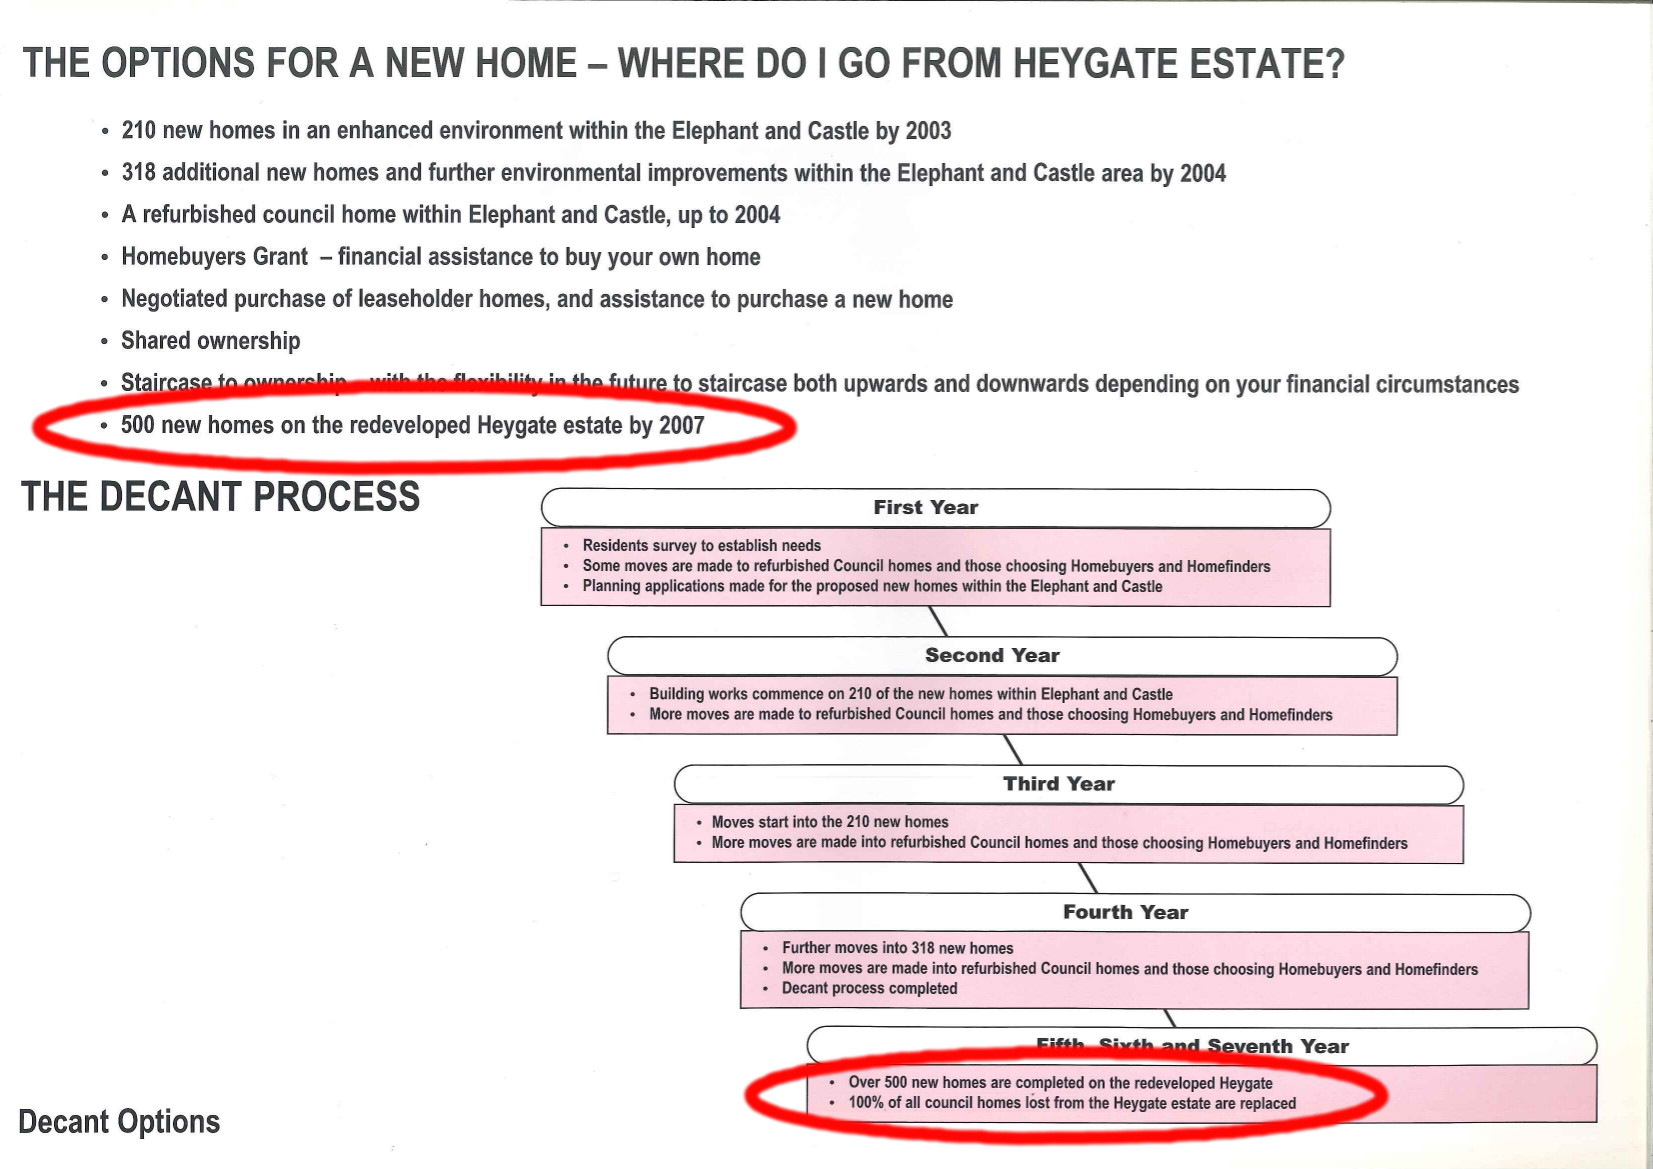 THE OPTIONS FOR A NEW HOME – WHERE DO I GO FROM HEYGATE ESTATE?
• 210 new homes in an enhanced environment within the Elephant and Castle by 2003
• 318 additional new homes and further environmental improvements within the Elephant and Castle area by 2004
• A refurbished council home within Elephant and Castle, up to 2004
• Homebuyers Grant – financial assistance to buy your own home
• Negotiated purchase of leaseholder homes, and assistance to purchase a new home
• Shared ownership
• Staircase to ownership – with the flexibility in the future to staircase both upwards and downwards depending on your financial circumstances
• 500 new homes on the redeveloped Heygate estate by 2007
THE DECANT PROCESS
First Year
• Residents survey to establish needs
• Some moves are made to refurbished Council homes and those choosing Homebuyers and Homefinders
• Planning applications made for the proposed new homes within the Elephant and Castle
Second Year
• Building works commence on 210 of the new homes within Elephant and Castle
• More moves are made to refurbished Council homes and those choosing Homebuyers and Homefinders
Third Year
• Moves start into the 210 new homes
• More moves are made into refurbished Council homes and those choosing Homebuyers and Homefinders
Fourth Year
• Further moves into 318 new homes
• More moves are made into refurbished Council homes and those choosing Homebuyers and Homefinders
• Decant process completed
Fifth, Sixth and Seventh Year
• Over 500 new homes are completed on the redeveloped Heygate
• 100% of all council homes lost from the Heygate estate are replaced
Decant Options